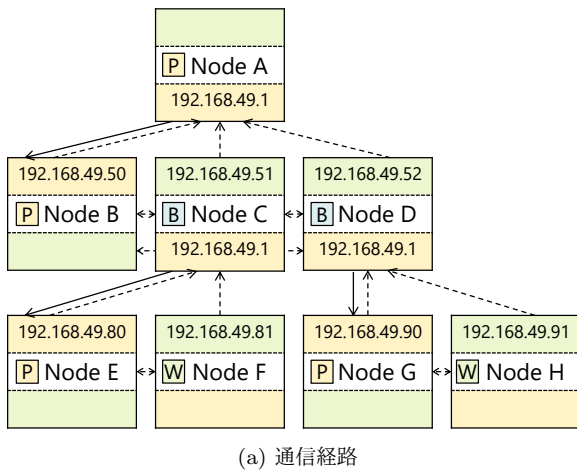 P Node A
192.168.49.1
192.168.49.50 192.168.49.51 192.168.49.52
P Node B B Node C B Node D
192.168.49.1 192.168.49.1
192.168.49.80 192.168.49.81 192.168.49.90 192.168.49.91
P Node E W Node F P Node G W Node H
(a) 通信経路